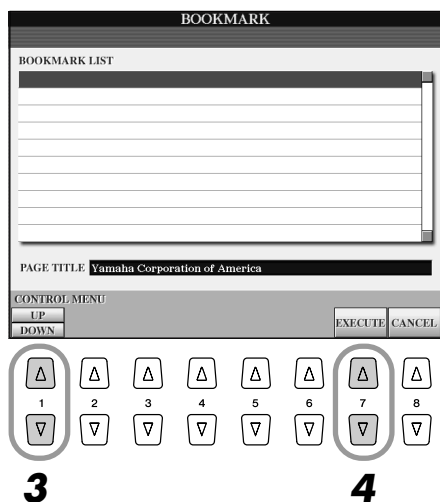 BOOKMARK
BOOKMARK LIST
PAGE TITLE Yamaha Corporation of America
CONTROL MENU
UP
DOWN
EXECUTE CANCEL
1 2 3 4 5 6 7 8
3 4